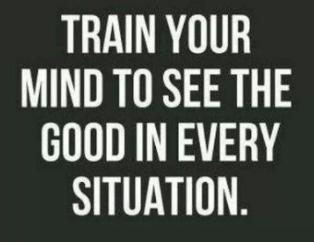 TRAIN YOUR
MIND TO SEE THE
GOOD IN EVERY
SITUATION.